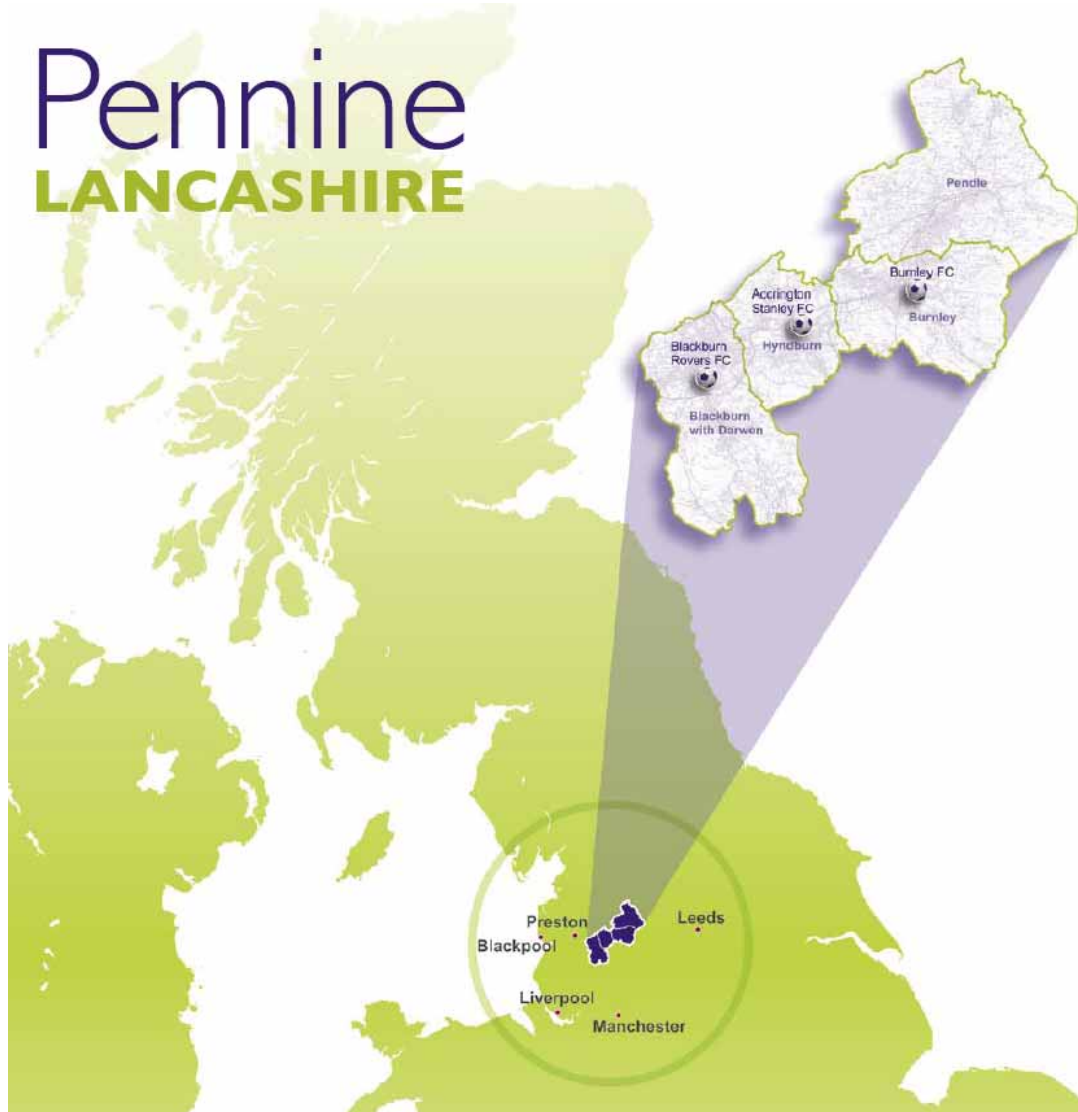 Pennine
LANCASHIRE
Pendle
Burnley FC
Burnley
Accrington
Stanley FC
Hyndburn
Blackburn
Rovers FC
Blackburn
with Darwen
Preston
Blackpool
Leeds
Liverpool
Manchester